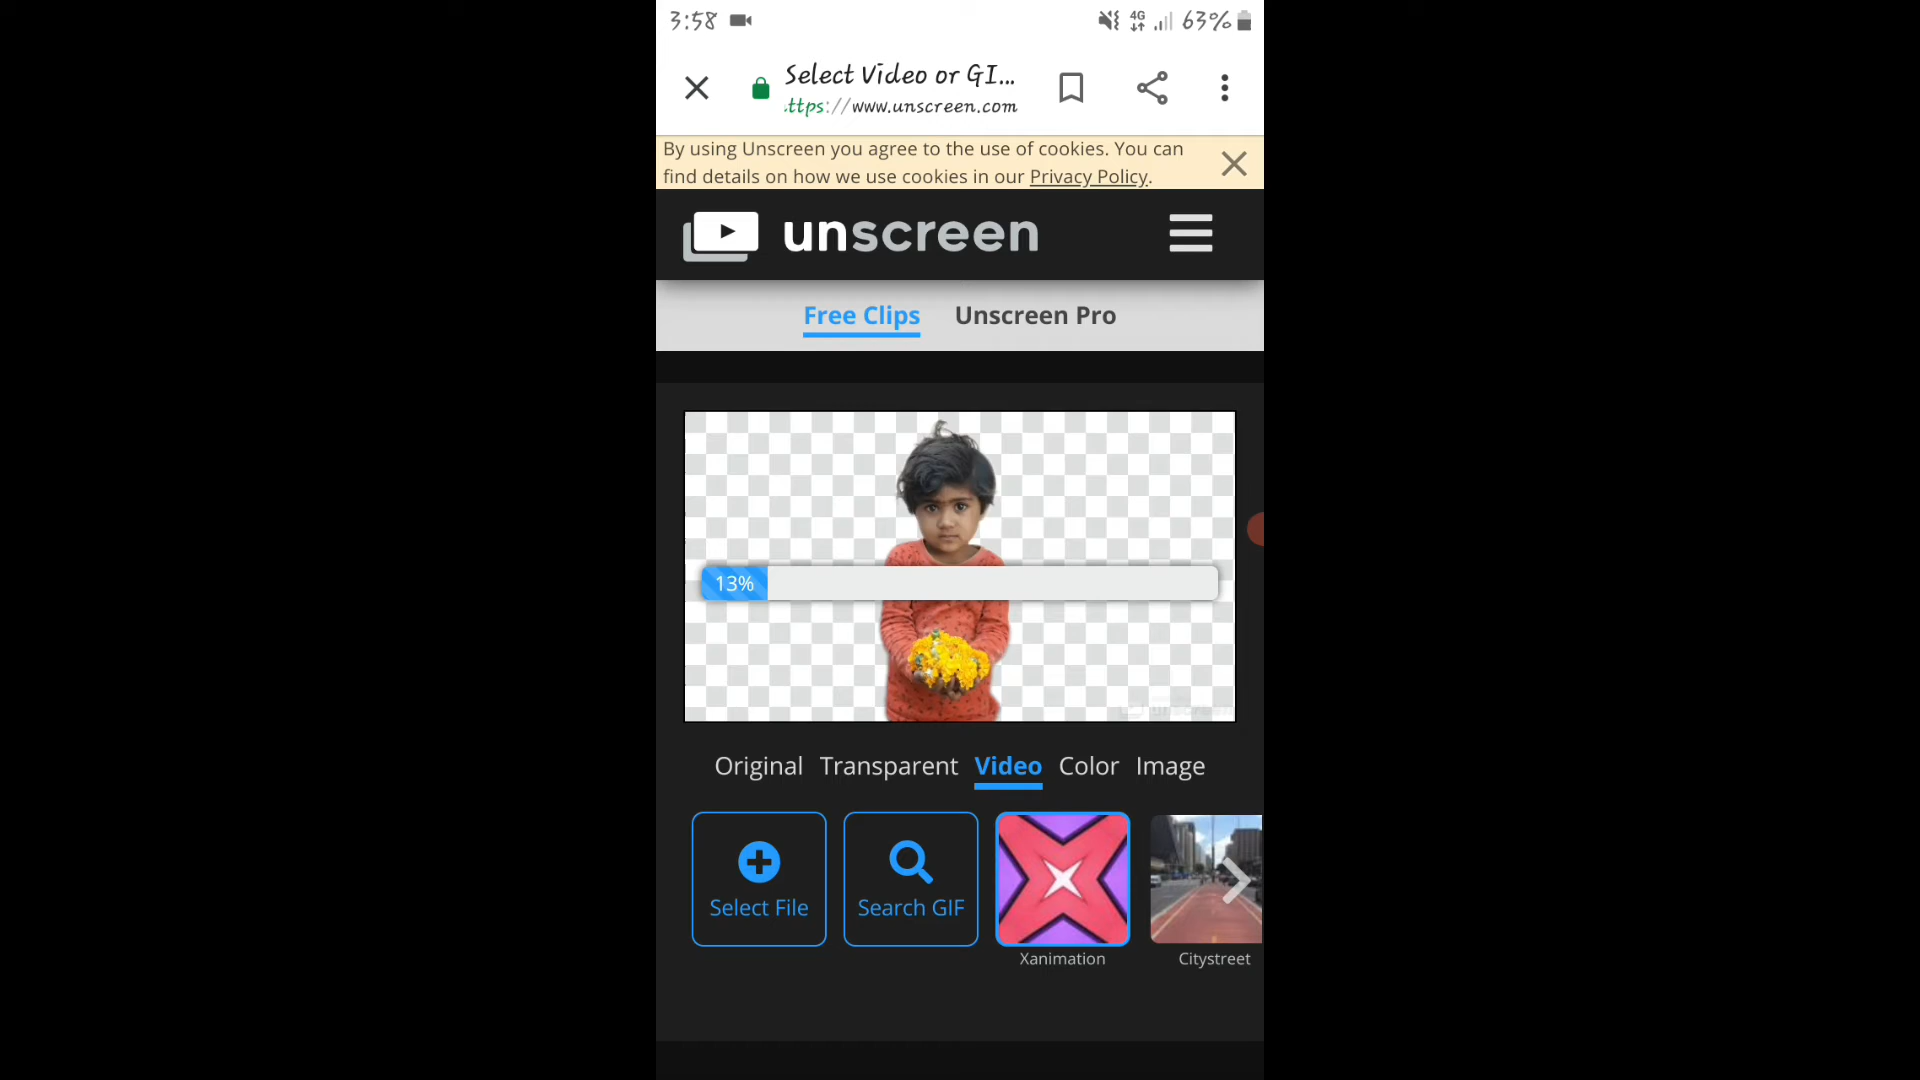 3:58
4G
63%
Select Video or GI...
ttps://www.unscreen.com
By using Unscreen you agree to the use of cookies. You can
find details on how we use cookies in our Privacy Policy.
unscreen
Free Clips
Unscreen Pro
13%
unscreen
Original
Transparent
Video
Color
Image
Select File
Search GIF
Xanimation
Citystreet